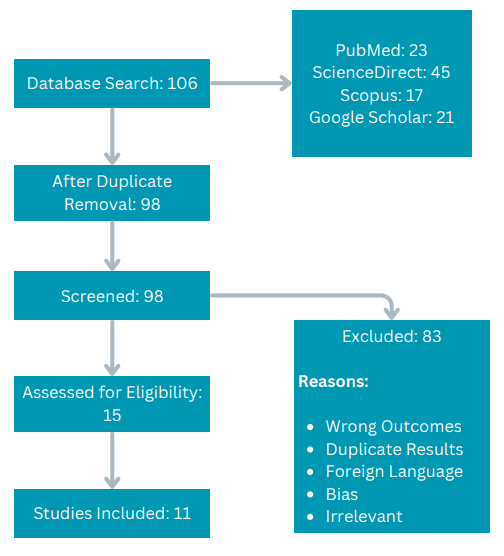 Database Search: 106
PubMed: 23
ScienceDirect: 45
Scopus: 17
Google Scholar: 21
After Duplicate
Removal: 98
Screened: 98
Excluded: 83
Reasons:
• Wrong Outcomes
• Duplicate Results
• Foreign Language
• Bias
• Irrelevant
Assessed for Eligibility:
15
Studies Included: 11